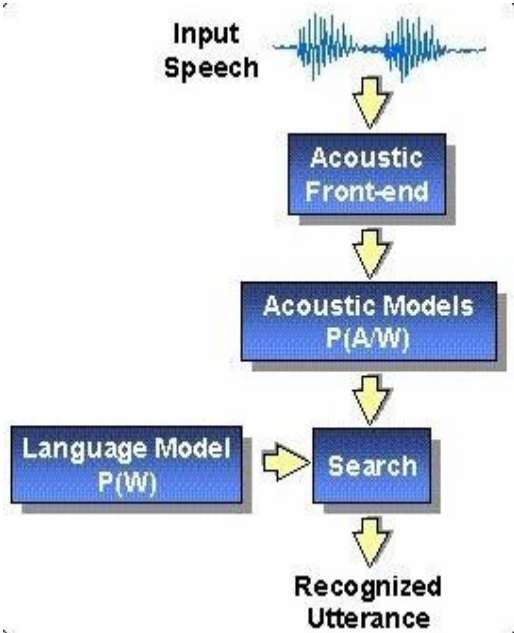 Input
Speech
Acoustic
Front-end
Acoustic Models
P(A/W)
Language Model
P(W)
Search
Recognized
Utterance